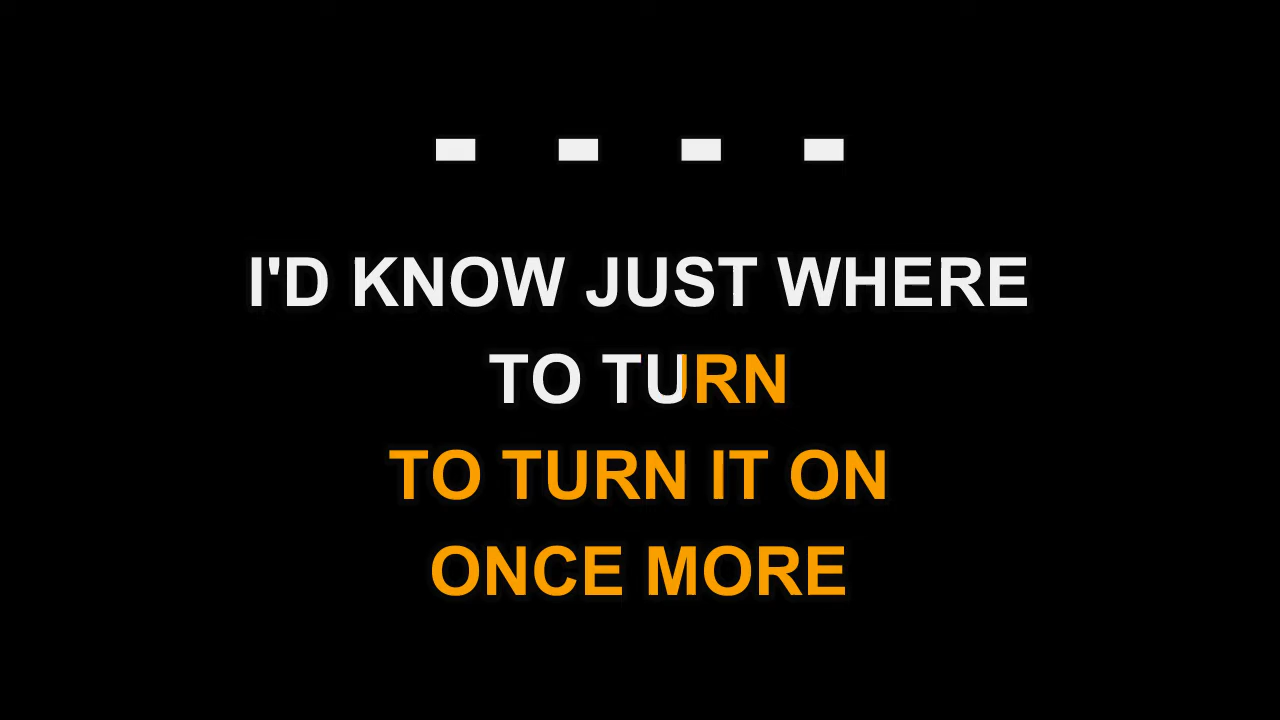 - - - -
I'D KNOW JUST WHERE
TO TURN
TO TURN IT ON
ONCE MORE